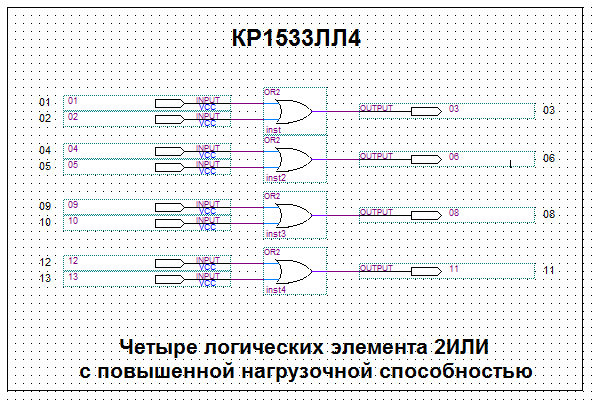 КР1533ЛЛ4
OR2
01 01 INPUT VCC OUTPUT 03 03
02 02 INPUT VCC
inst
OR2
04 04 INPUT VCC OUTPUT 06 06
05 05 INPUT VCC
inst2
OR2
09 09 INPUT VCC OUTPUT 08 08
10 10 INPUT VCC
inst3
OR2
12 12 INPUT VCC OUTPUT 11 11
13 13 INPUT VCC
inst4
Четыре логических элемента 2ИЛИ
с повышенной нагрузочной способностью